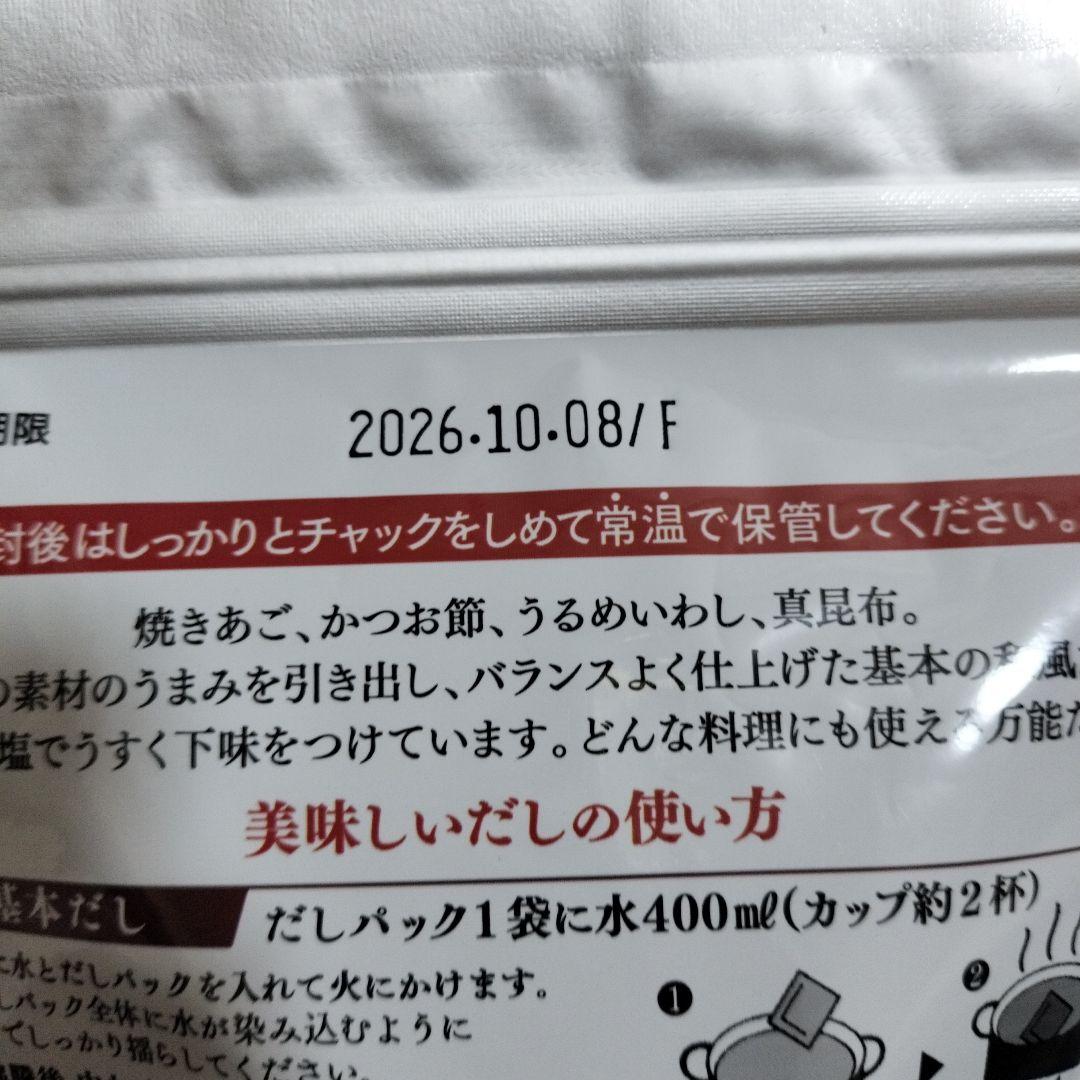 期限 2026.10.08/F
封後はしっかりとチャックをしめて常温で保管してください。
焼きあご、かつお節、うるめいわし、真昆布。
の素材のうまみを引き出し、バランスよく仕上げた基本の和風
塩でうすく下味をつけています。どんな料理にも使える万能だ
美味しいだしの使い方
基本だし
だしパック1袋に水400㎖(カップ約2杯)
に水とだしパックを入れて火にかけます。
しパック全体に水が染み込むように
てしっかり揺らしてください。
❶
❷